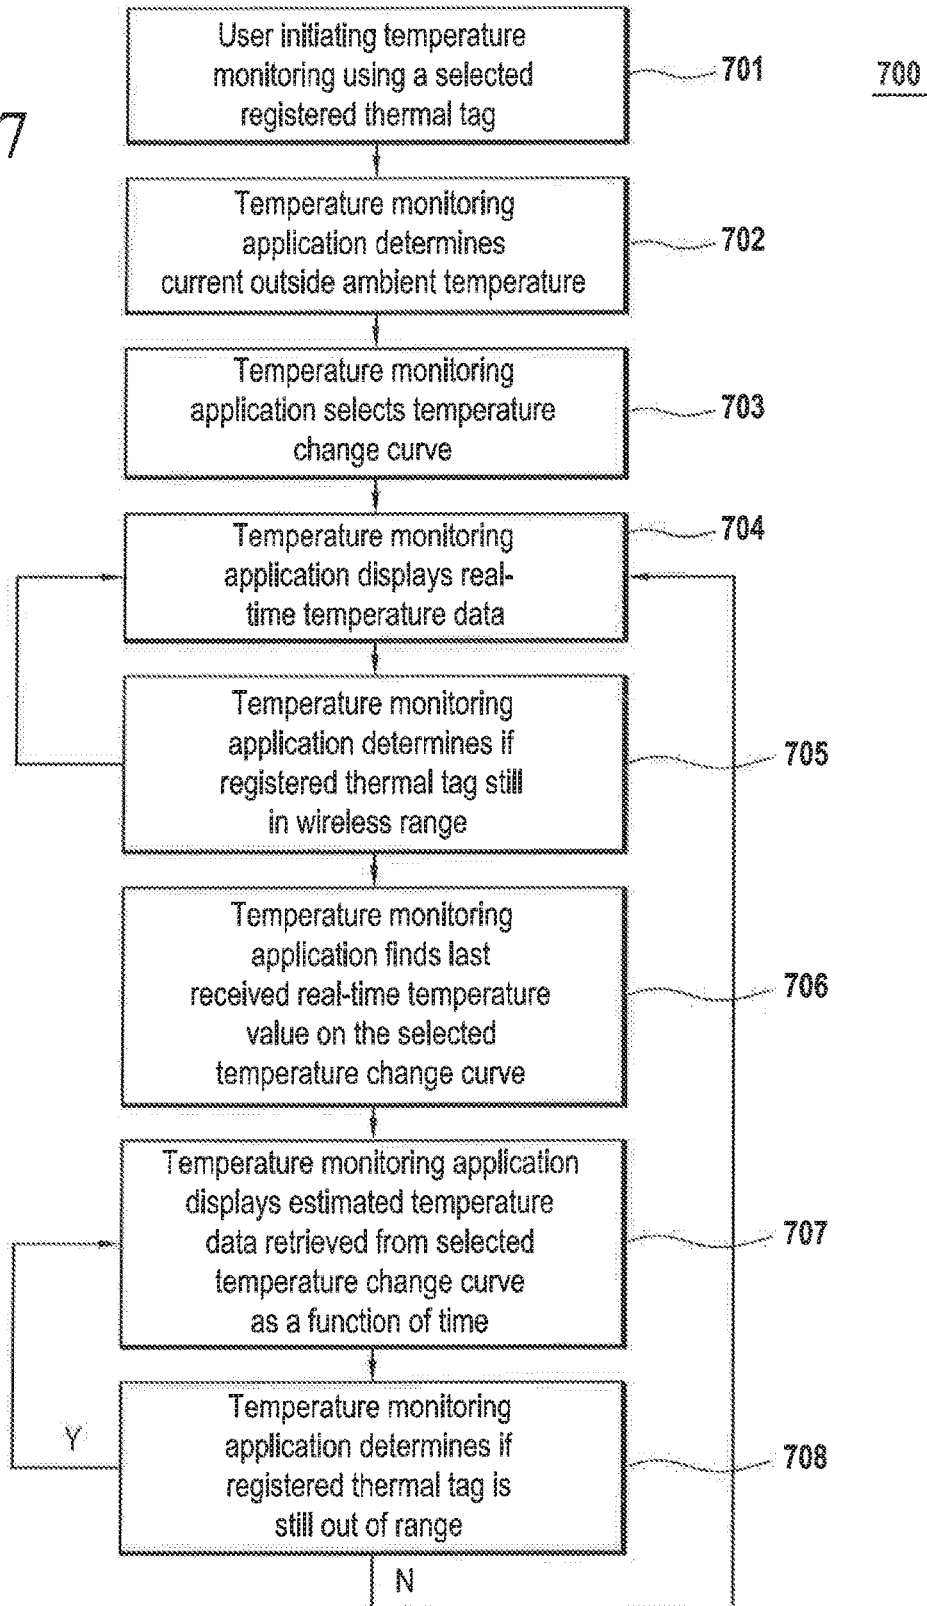 User initiating temperature
monitoring using a selected
registered thermal tag
701
700
7
Temperature monitoring
application determines
current outside ambient temperature
702
Temperature monitoring
application selects temperature
change curve
703
Temperature monitoring
application displays real-
time temperature data
704
Temperature monitoring
application determines if
registered thermal tag still
in wireless range
705
Temperature monitoring
application finds last
received real-time temperature
value on the selected
temperature change curve
706
Temperature monitoring application
displays estimated temperature
data retrieved from selected
temperature change curve
as a function of time
707
Temperature monitoring
application determines if
registered thermal tag is
still out of range
708
Y
N